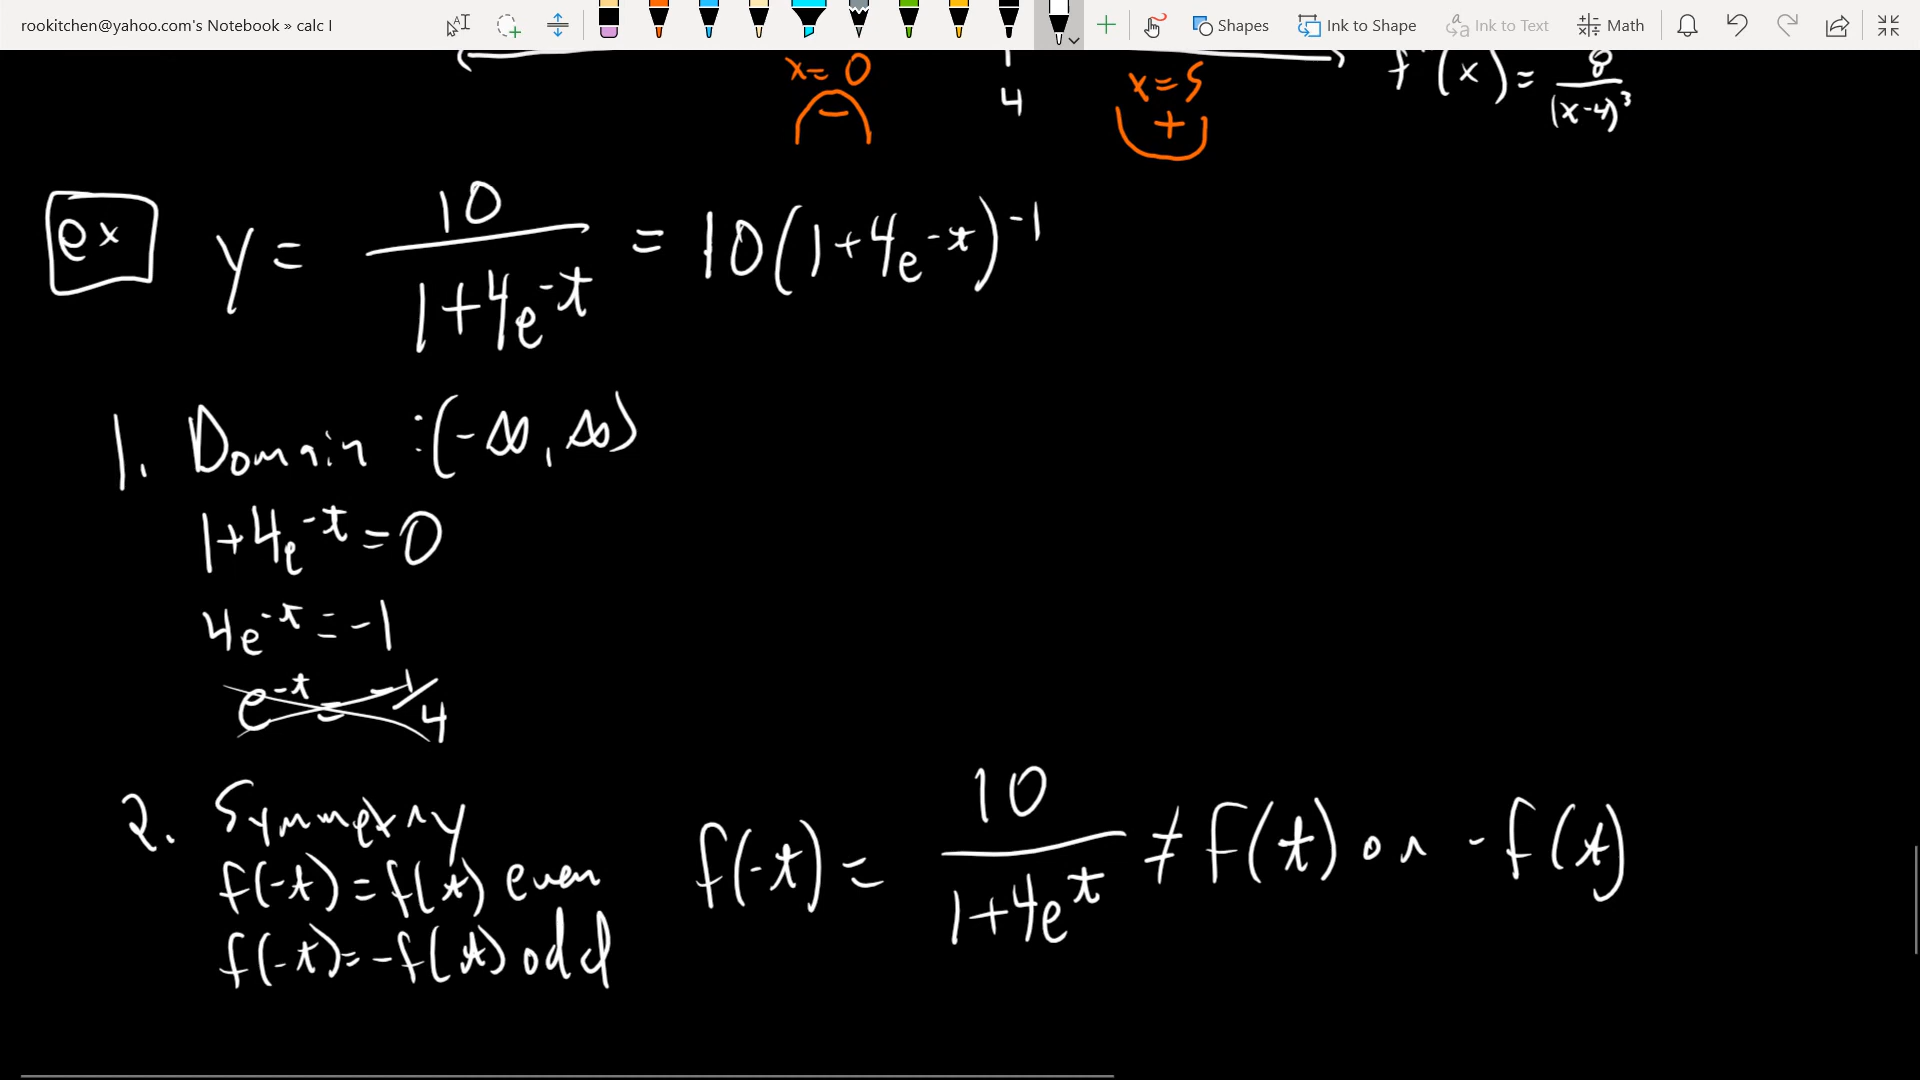 rookitchen@yahoo.com's Notebook » calc I
Shapes Ink to Shape Ink to Text Math
x= 0
−
4
x=5
+
f''(x) = 8/(x-4)³
ex y = 10/(1+4e^-t) = 10(1+4e^-t)^-1
1. Domain : (-∞, ∞)
1+4e^-t = 0
4e^-t = -1
e^-t = -1/4
2. Symmetry
f(-t) = f(t) even
f(-t) = -f(t) odd
f(-t) = 10/(1+4e^t) ≠ f(t) or -f(t)